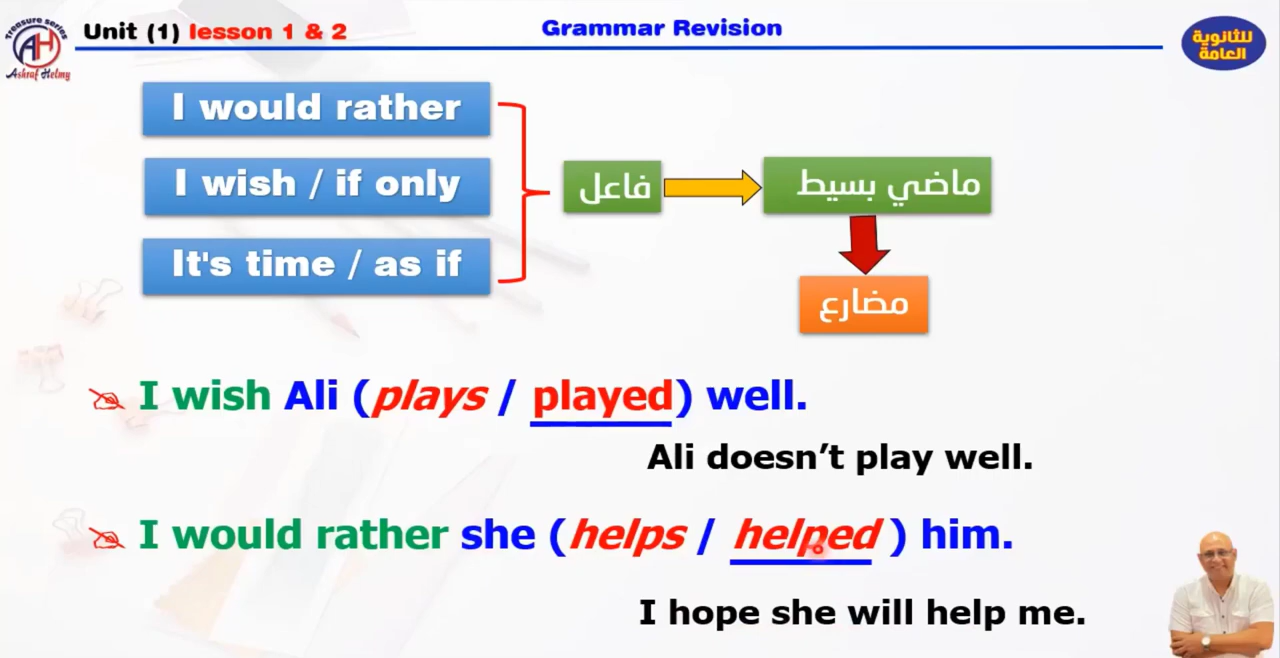 Treasure series
AH
Ashraf Helmy
Unit (1) lesson 1 & 2
Grammar Revision
للثانوية
العامة
I would rather
I wish / if only
It's time / as if
فاعل
ماضي بسيط
مضارع
I wish Ali (plays / played) well.
Ali doesn’t play well.
I would rather she (helps / helped ) him.
I hope she will help me.